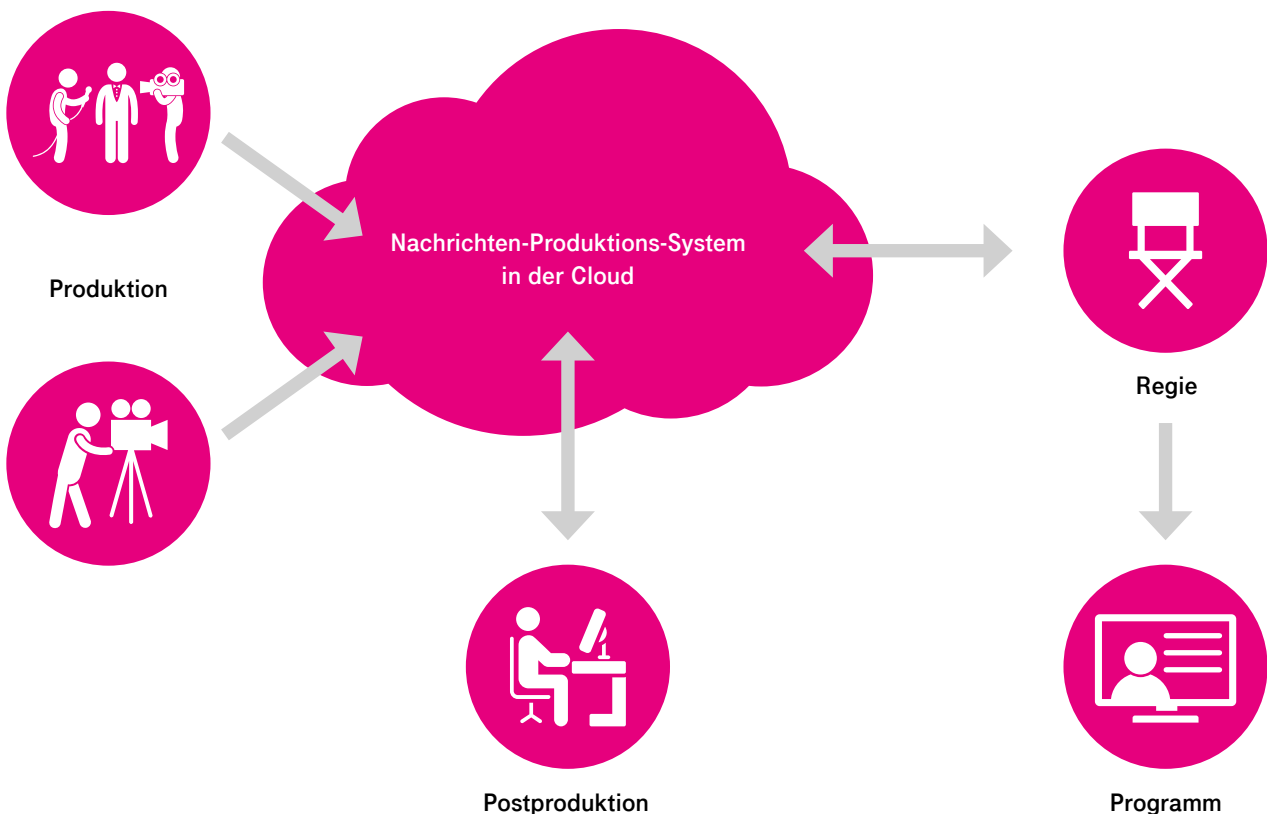 Nachrichten-Produktions-System
in der Cloud
Produktion
Regie
Postproduktion
Programm